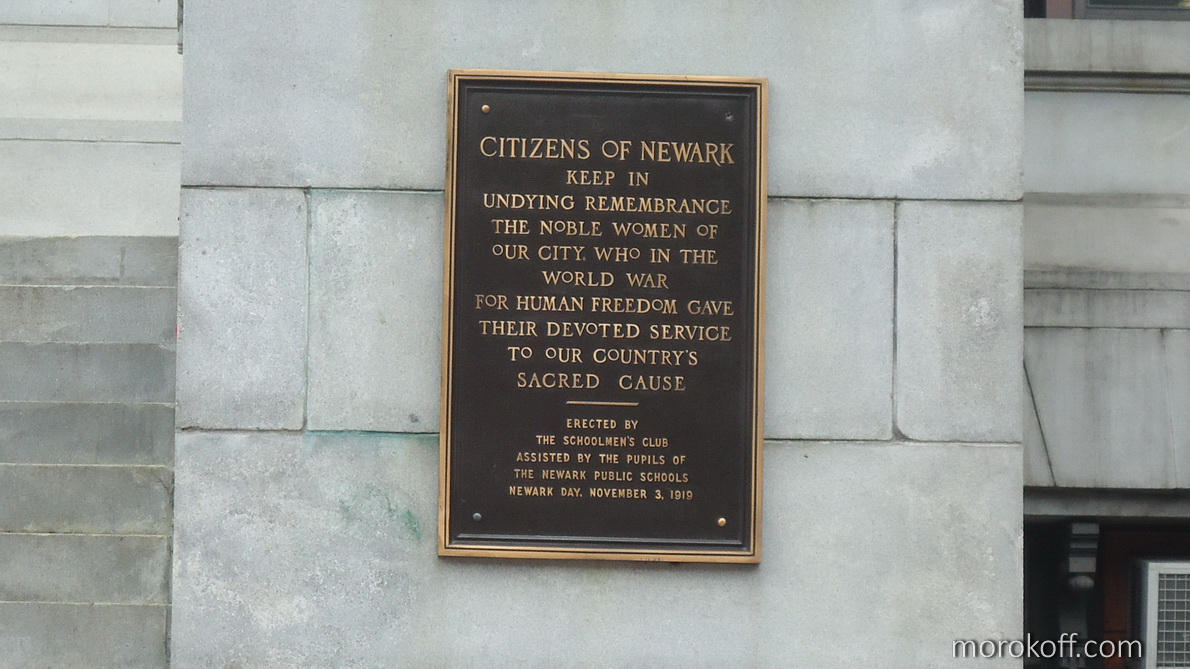 CITIZENS OF NEWARK
KEEP IN
UNDYING REMEMBRANCE
THE NOBLE WOMEN OF
OUR CITY, WHO IN THE
WORLD WAR
FOR HUMAN FREEDOM GAVE
THEIR DEVOTED SERVICE
TO OUR COUNTRY'S
SACRED CAUSE
ERECTED BY
THE SCHOOLMEN'S CLUB
ASSISTED BY THE PUPILS OF
THE NEWARK PUBLIC SCHOOLS
NEWARK DAY, NOVEMBER 3, 1919
morokoff.com